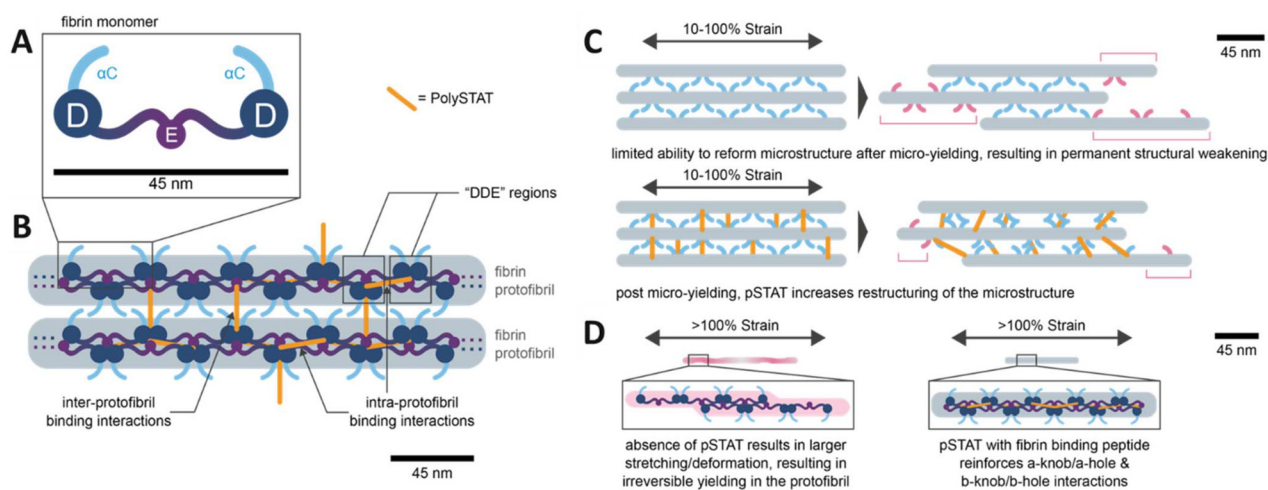 A
fibrin monomer
αC
αC
D
D
E
45 nm
= PolySTAT
"DDE" regions
B
fibrin
protofibril
fibrin
protofibril
inter-protofibril
binding interactions
intra-protofibril
binding interactions
45 nm
C
10-100% Strain
45 nm
limited ability to reform microstructure after micro-yielding, resulting in permanent structural weakening
10-100% Strain
post micro-yielding, pSTAT increases restructuring of the microstructure
D
>100% Strain
absence of pSTAT results in larger
stretching/deformation, resulting in
irreversible yielding in the protofibril
>100% Strain
45 nm
pSTAT with fibrin binding peptide
reinforces a-knob/a-hole &
b-knob/b-hole interactions